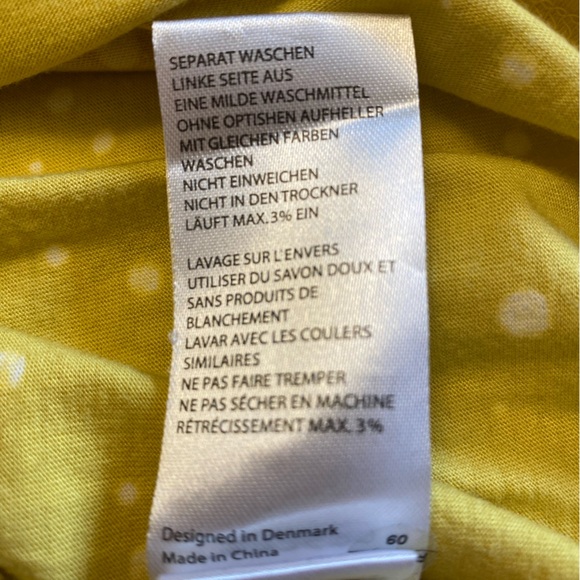 SEPARAT WASCHEN
LINKE SEITE AUS
EINE MILDE WASCHMITTEL
OHNE OPTISHEN AUFHELLER
MIT GLEICHEN FARBEN
WASCHEN
NICHT EINWEICHEN
NICHT IN DEN TROCKNER
LÄUFT MAX. 3% EIN
LAVAGE SUR L'ENVERS
UTILISER DU SAVON DOUX ET
SANS PRODUITS DE
BLANCHEMENT
LAVAR AVEC LES COULERS
SIMILAIRES
NE PAS FAIRE TREMPER
NE PAS SÉCHER EN MACHINE
RÉTRÉCISSEMENT MAX. 3%
Designed in Denmark
Made in China
60